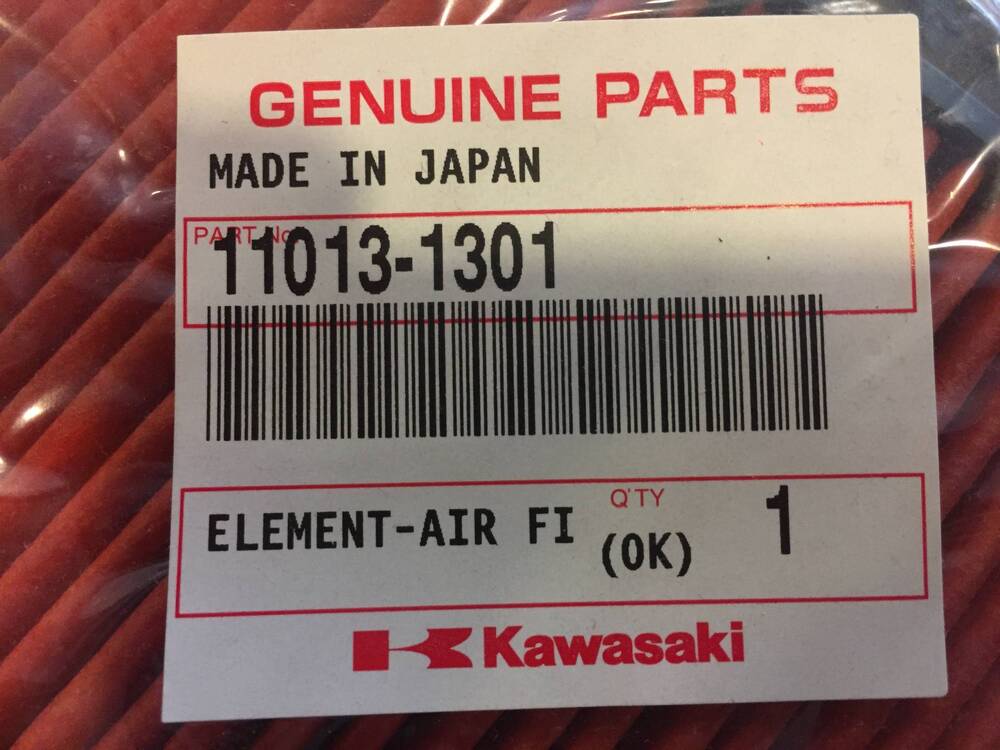 GENUINE PARTS
MADE IN JAPAN
PART No
11013-1301
ELEMENT-AIR FI
Q'TY
(OK)
1
Kawasaki